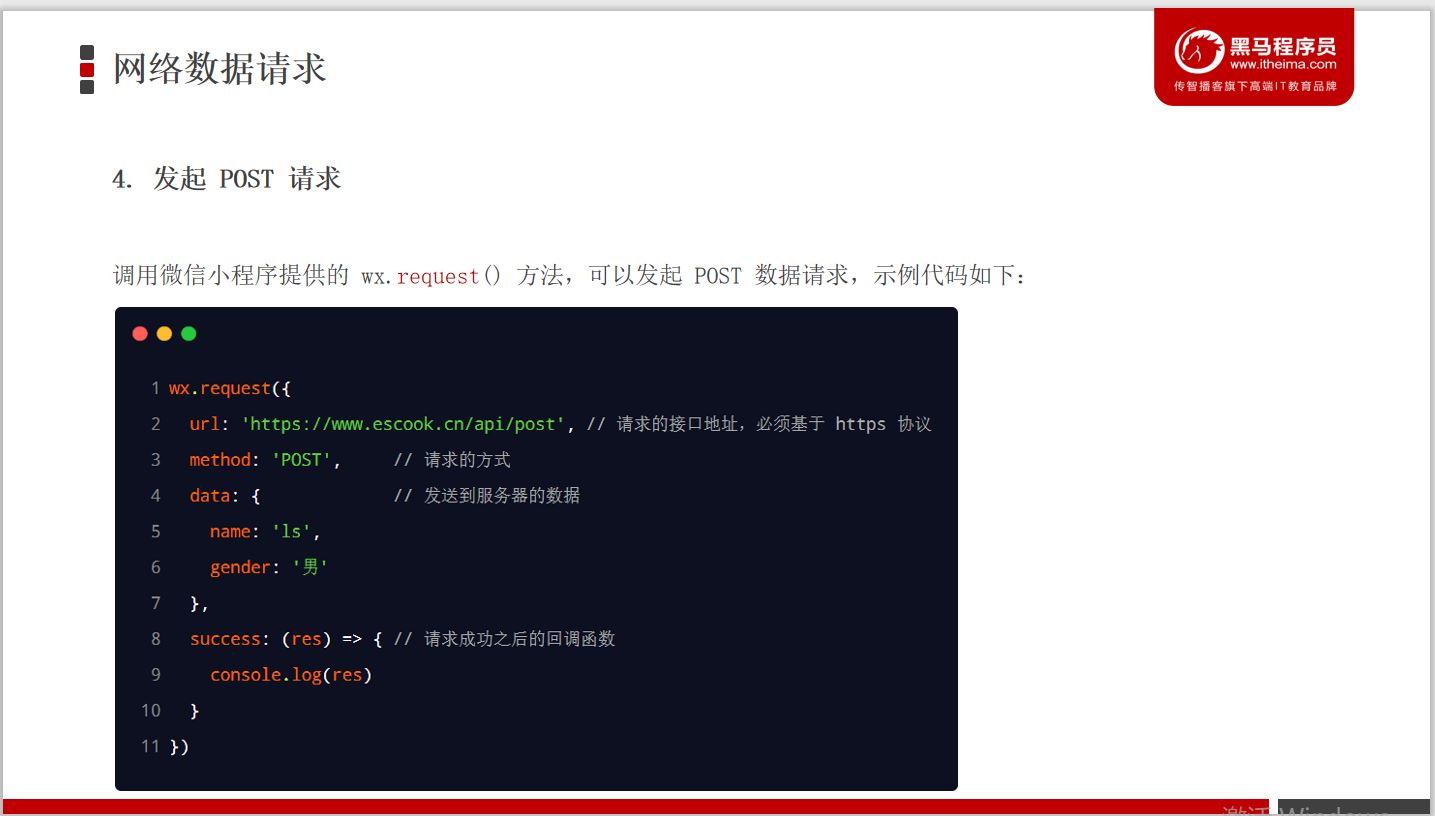 网络数据请求
黑马程序员
www.itheima.com
传智播客旗下高端IT教育品牌
4. 发起 POST 请求
调用微信小程序提供的 wx.request() 方法，可以发起 POST 数据请求，示例代码如下：
1 wx.request({
2   url: 'https://www.escook.cn/api/post', // 请求的接口地址，必须基于 https 协议
3   method: 'POST',     // 请求的方式
4   data: {             // 发送到服务器的数据
5     name: 'ls',
6     gender: '男'
7   },
8   success: (res) => { // 请求成功之后的回调函数
9     console.log(res)
10   }
11 })
激活 Windows